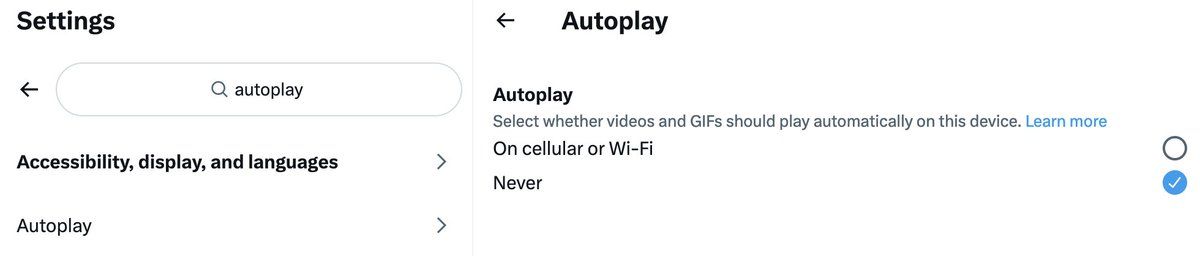 Settings
autoplay
Accessibility, display, and languages
Autoplay
Autoplay
Autoplay
Select whether videos and GIFs should play automatically on this device. Learn more
On cellular or Wi-Fi
Never